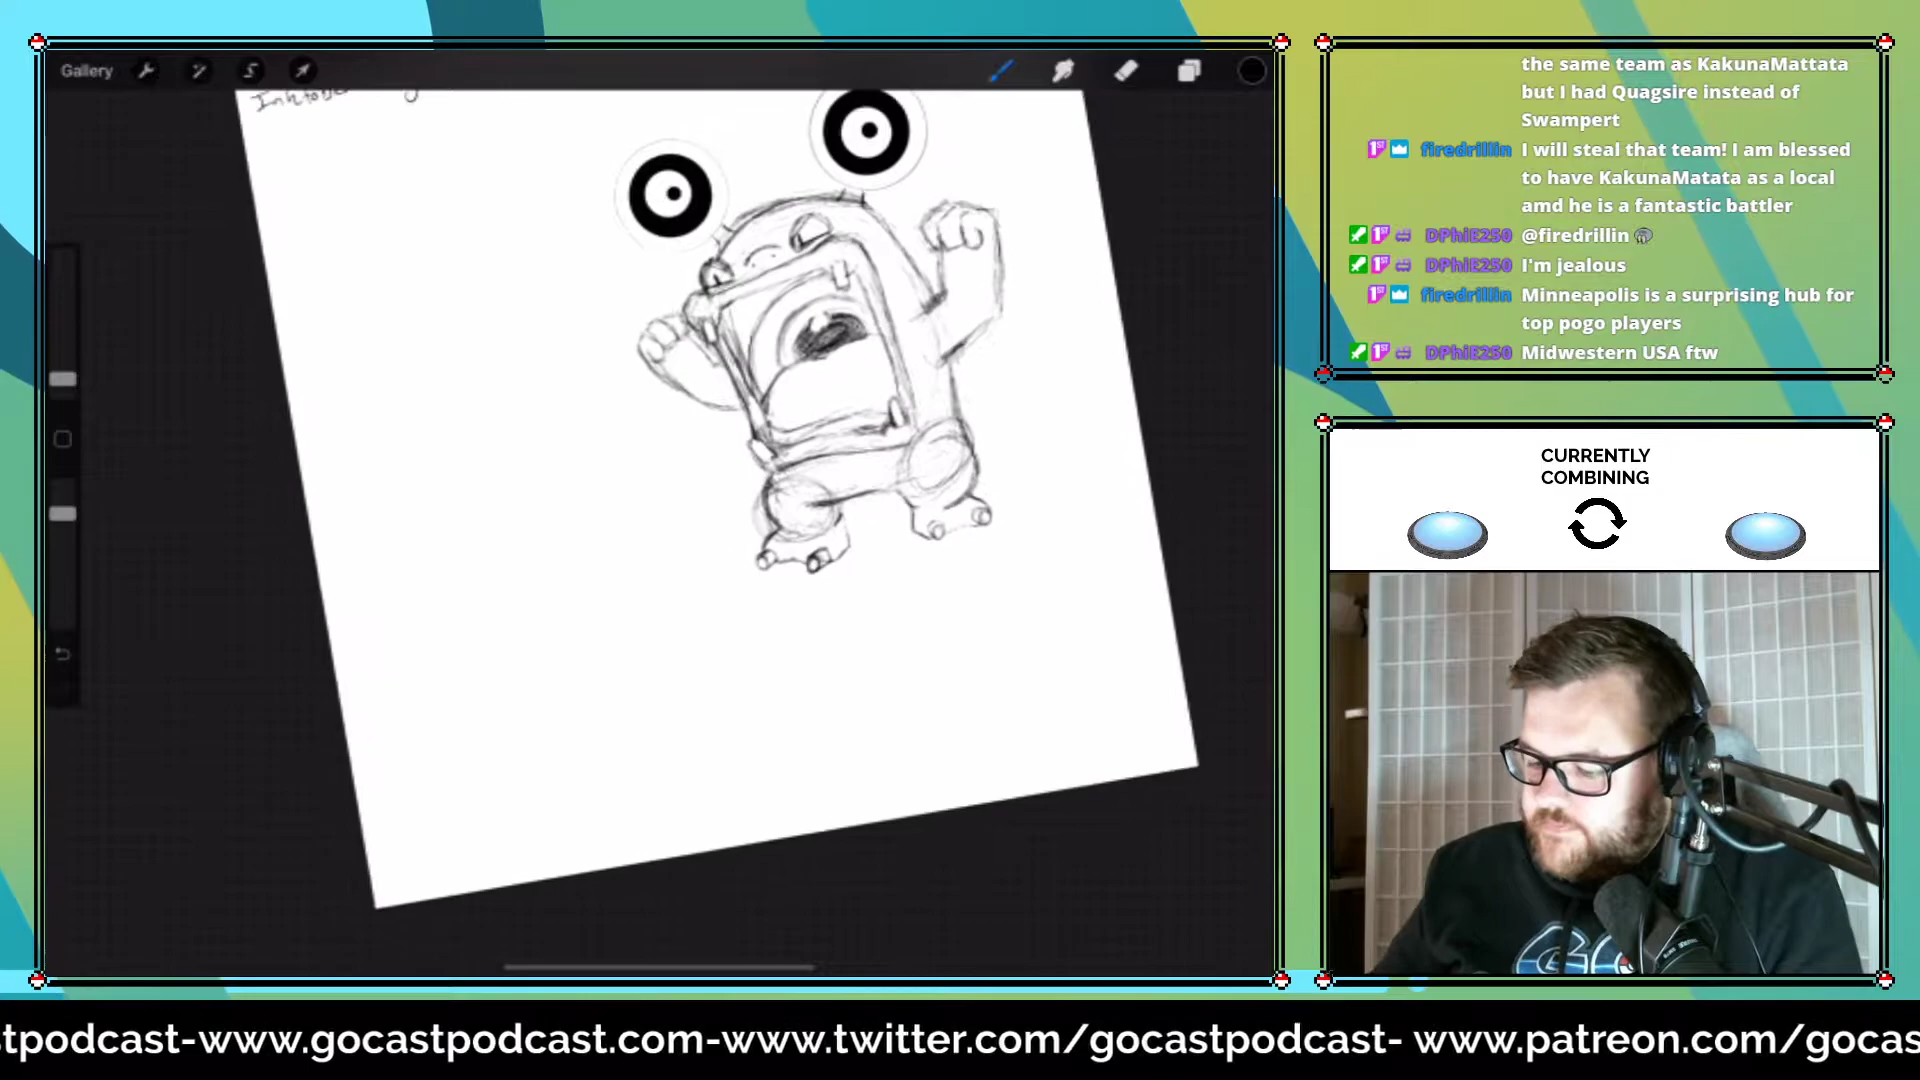 Gallery
Inktober
the same team as KakunaMattata
but I had Quagsire instead of
Swampert
firedrillin I will steal that team! I am blessed
to have KakunaMatata as a local
amd he is a fantastic battler
DPhiE250 @firedrillin
DPhiE250 I'm jealous
firedrillin Minneapolis is a surprising hub for
top pogo players
DPhiE250 Midwestern USA ftw
CURRENTLY
COMBINING
stpodcast-www.gocastpodcast.com-www.twitter.com/gocastpodcast- www.patreon.com/gocas